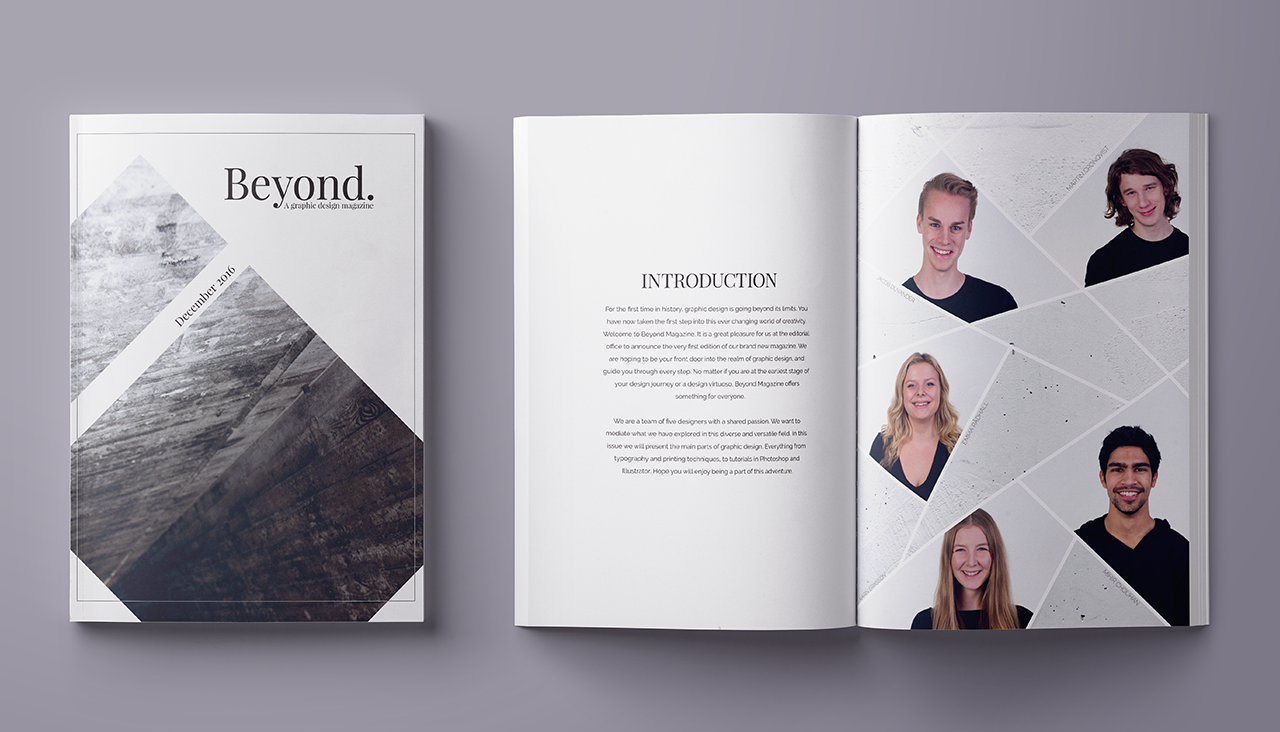 Beyond.
A graphic design magazine
December 2016
INTRODUCTION
For the first time in history, graphic design is going beyond its limits. You
have now taken the first step into this ever changing world of creativity.
Welcome to Beyond Magazine. It is a great pleasure for us at the editorial
office to announce the very first edition of our brand new magazine. We
are hoping to be your front door into the realm of graphic design, and
guide you through every step. No matter if you are at the earliest stage of
your design journey or a design virtuoso, Beyond Magazine offers
something for everyone.
We are a team of five designers with a shared passion. We want to
mediate what we have explored in this diverse and versatile field. In this
issue we will present the main parts of graphic design. Everything from
typography and printing techniques, to tutorials in Photoshop and
Illustrator. Hope you will enjoy being a part of this adventure.
MARTIN GRÖNQVIST
JACOB
EMMA
CHOUHAN